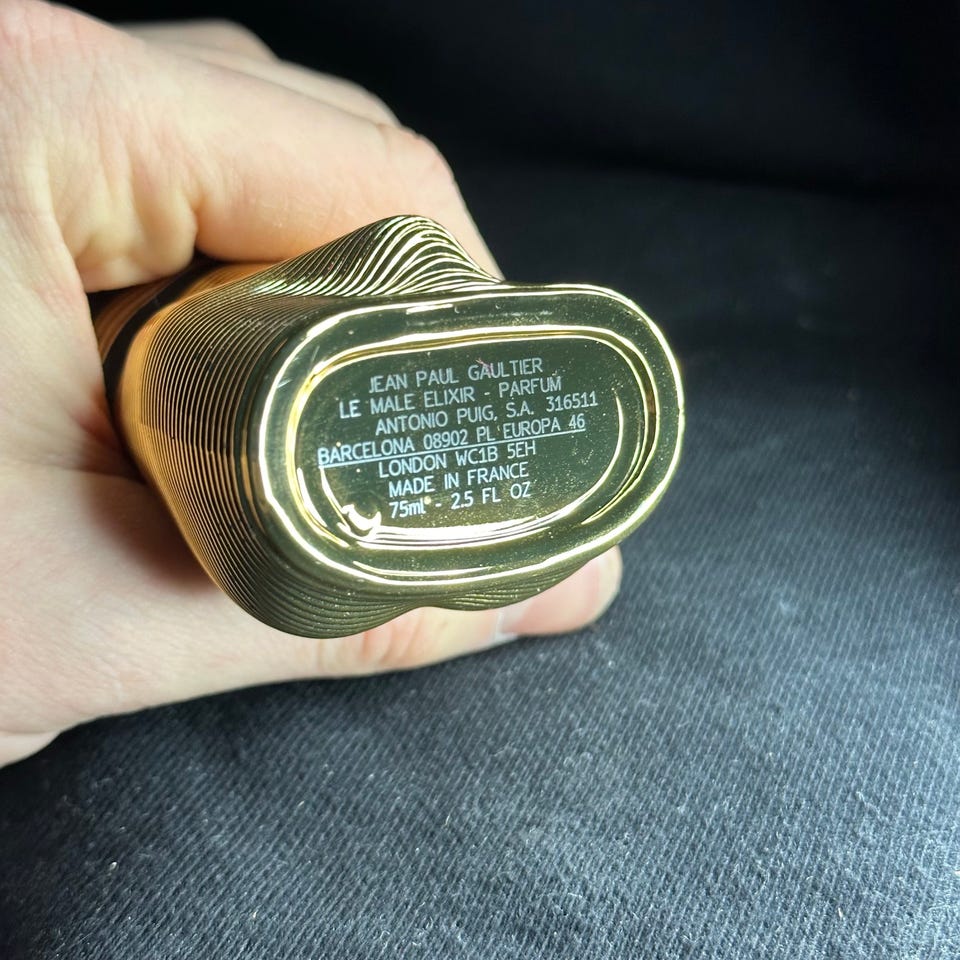 JEAN PAUL GAULTIER
LE MALE ELIXIR - PARFUM
ANTONIO PUIG, S.A. 316511
BARCELONA 08902 PL EUROPA 46
LONDON WC1B 5EH
MADE IN FRANCE
75ml - 2.5 FL OZ